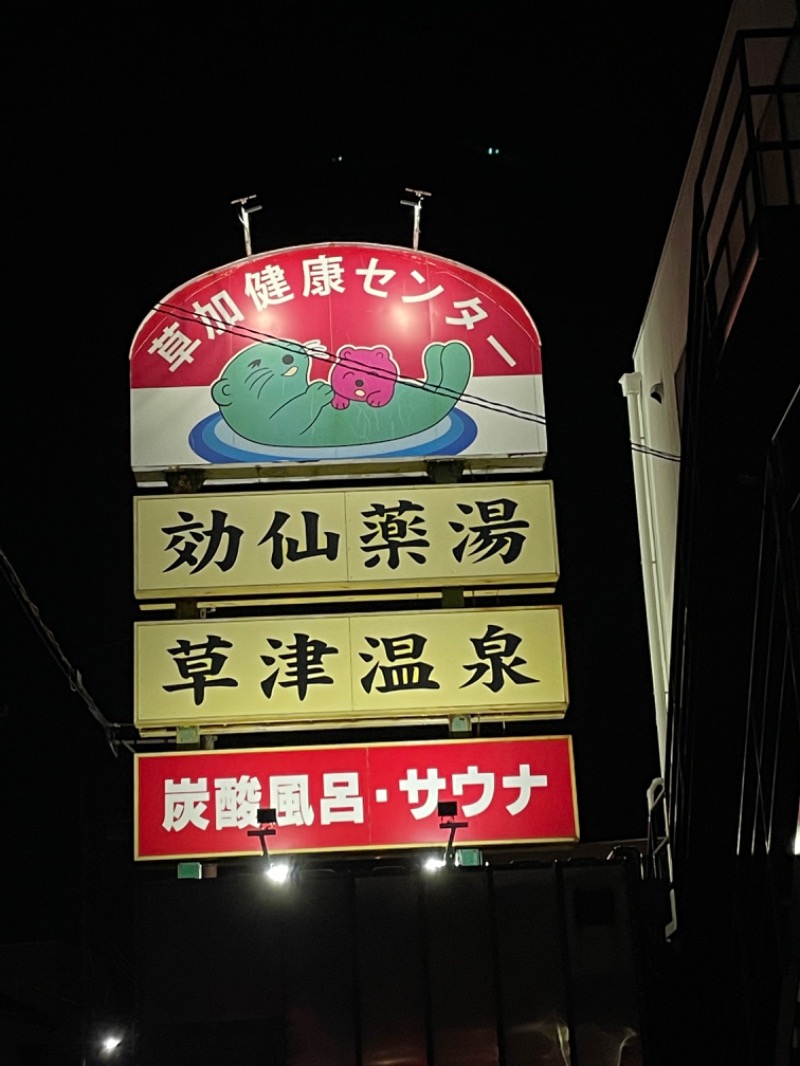 草加健康センター
効仙薬湯
草津温泉
炭酸風呂・サウナ